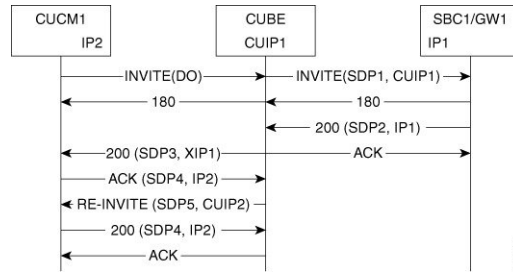 CUCM1
IP2
CUBE
CUIP1
SBC1/GW1
IP1
INVITE(DO)
INVITE(SDP1, CUIP1)
180
180
200 (SDP2, IP1)
200 (SDP3, XIP1)
ACK
ACK (SDP4, IP2)
RE-INVITE (SDP5, CUIP2)
200 (SDP4, IP2)
ACK